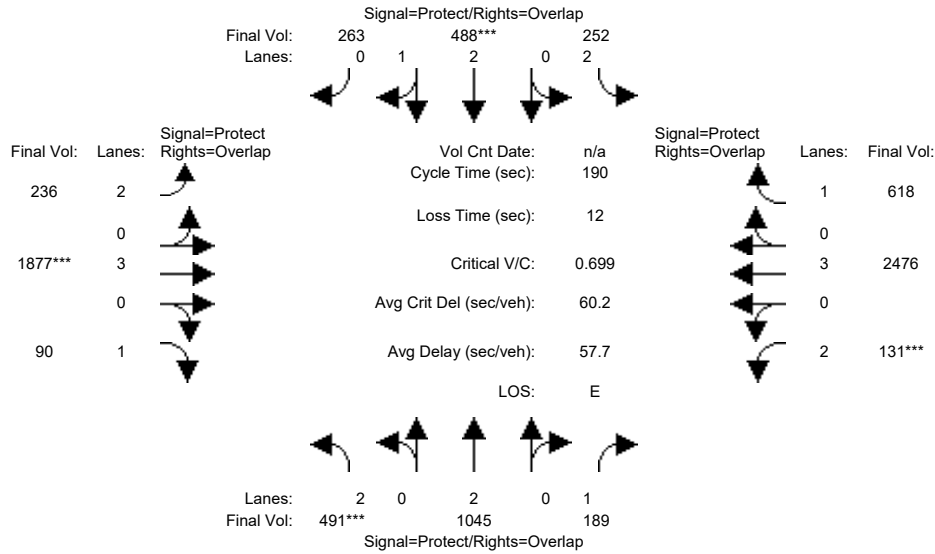 Signal=Protect/Rights=Overlap
Final Vol: 263 488*** 252
Lanes: 0 1 2 0 2
Signal=Protect
Final Vol: Lanes: Rights=Overlap
Vol Cnt Date: n/a
Signal=Protect
Rights=Overlap Lanes: Final Vol:
Cycle Time (sec): 190
236 2
1 618
Loss Time (sec): 12
0
0
1877*** 3
Critical V/C: 0.699
3 2476
0
Avg Crit Del (sec/veh): 60.2
0
90 1
Avg Delay (sec/veh): 57.7
2 131***
LOS: E
Lanes: 2 0 2 0 1
Final Vol: 491*** 1045 189
Signal=Protect/Rights=Overlap